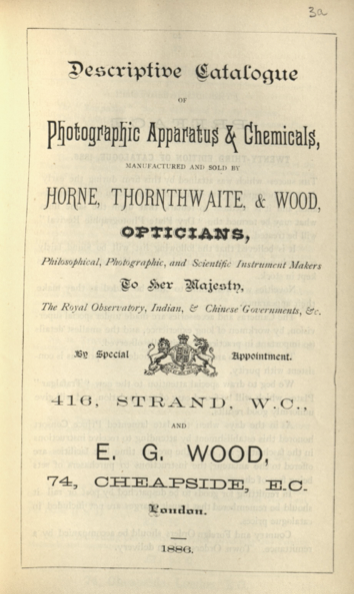 3a
Descriptive Catalogue
OF
Photographic Apparatus & Chemicals,
MANUFACTURED AND SOLD BY
HORNE, THORNTHWAITE, & WOOD,
OPTICIANS,
Philosophical, Photographic, and Scientific Instrument Makers
To Her Majesty,
The Royal Observatory, Indian, & Chinese Governments, &c.
By Special Appointment.
416, STRAND, W.C.,
AND
E. G. WOOD,
74, CHEAPSIDE, E.C.
London.
1886.